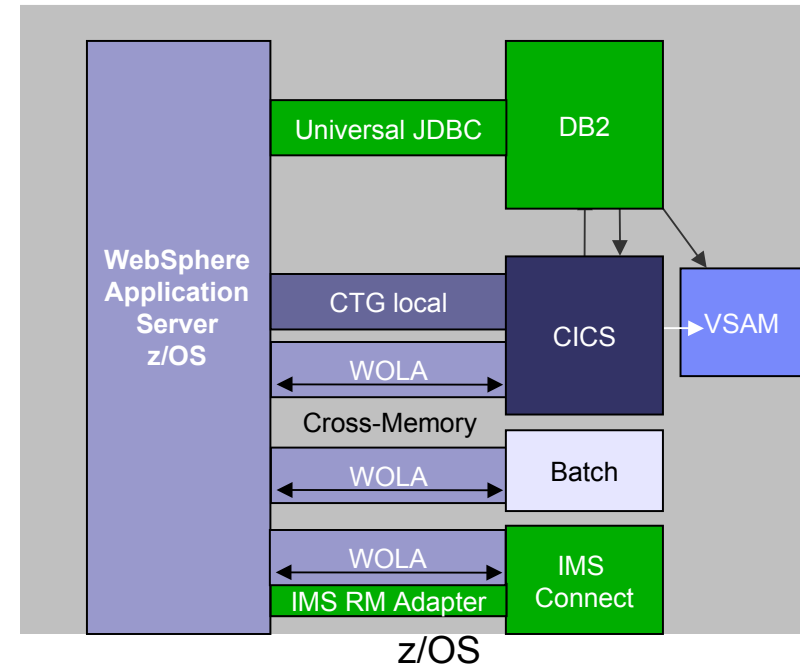 Universal JDBC
DB2
WebSphere
Application
Server
z/OS
CTG local
CICS
VSAM
WOLA
Cross-Memory
WOLA
Batch
WOLA
IMS RM Adapter
IMS
Connect
z/OS